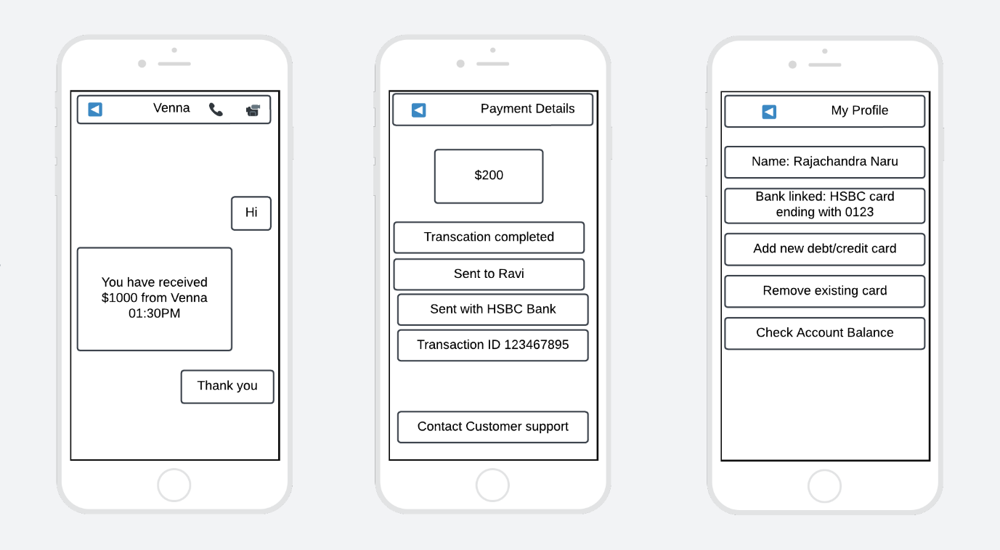 Venna
Hi
You have received
$1000 from Venna
01:30PM
Thank you
Payment Details
$200
Transcation completed
Sent to Ravi
Sent with HSBC Bank
Transaction ID 123467895
Contact Customer support
My Profile
Name: Rajachandra Naru
Bank linked: HSBC card
ending with 0123
Add new debt/credit card
Remove existing card
Check Account Balance